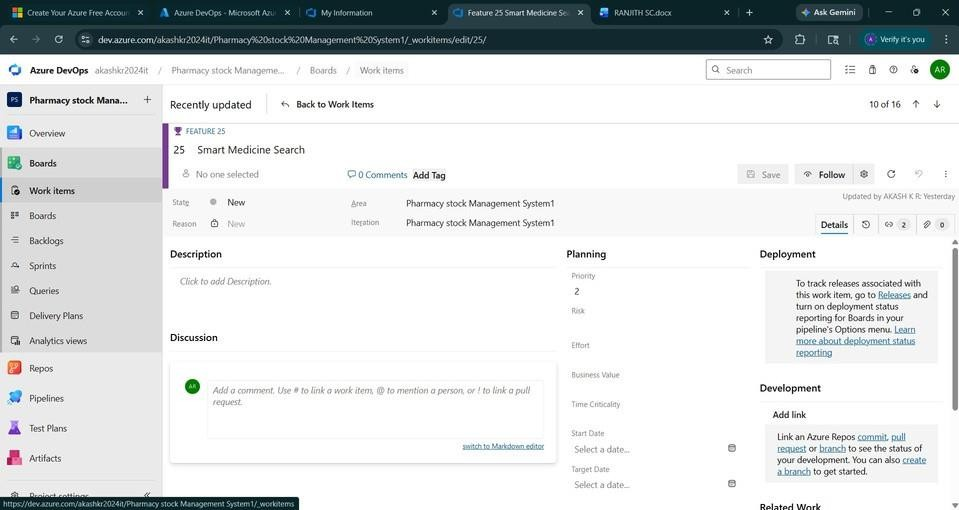 Create Your Azure Free Accoun
Azure DevOps - Microsoft Azu
My Information
Feature 25 Smart Medicine Sea
RANJITH SC.docx
Ask Gemini
dev.azure.com/akashkr2024it/Pharmacy%20stock%20Management%20System1/_workitems/edit/25/
Verify it's you
Azure DevOps akashkr2024it / Pharmacy stock Manageme... / Boards / Work items
Search
AR
PS Pharmacy stock Mana...
Overview
Boards
Work items
Boards
Backlogs
Sprints
Queries
Delivery Plans
Analytics views
Repos
Pipelines
Test Plans
Artifacts
Project settings
Recently updated
Back to Work Items
10 of 16
FEATURE 25
25 Smart Medicine Search
No one selected
0 Comments Add Tag
Save
Follow
State New
Area Pharmacy stock Management System1
Updated by AKASH K R: Yesterday
Reason New
Iteration Pharmacy stock Management System1
Details
2
0
Description
Click to add Description.
Discussion
AR
Add a comment. Use # to link a work item, @ to mention a person, or ! to link a pull
request.
switch to Markdown editor
Planning
Priority
2
Risk
Effort
Business Value
Time Criticality
Start Date
Select a date...
Target Date
Select a date...
Deployment
To track releases associated with
this work item, go to Releases and
turn on deployment status
reporting for Boards in your
pipeline's Options menu. Learn
more about deployment status
reporting
Development
Add link
Link an Azure Repos commit, pull
request or branch to see the status of
your development. You can also create
a branch to get started.
Related Work
https://dev.azure.com/akashkr2024it/Pharmacy stock Management System1/_workitems